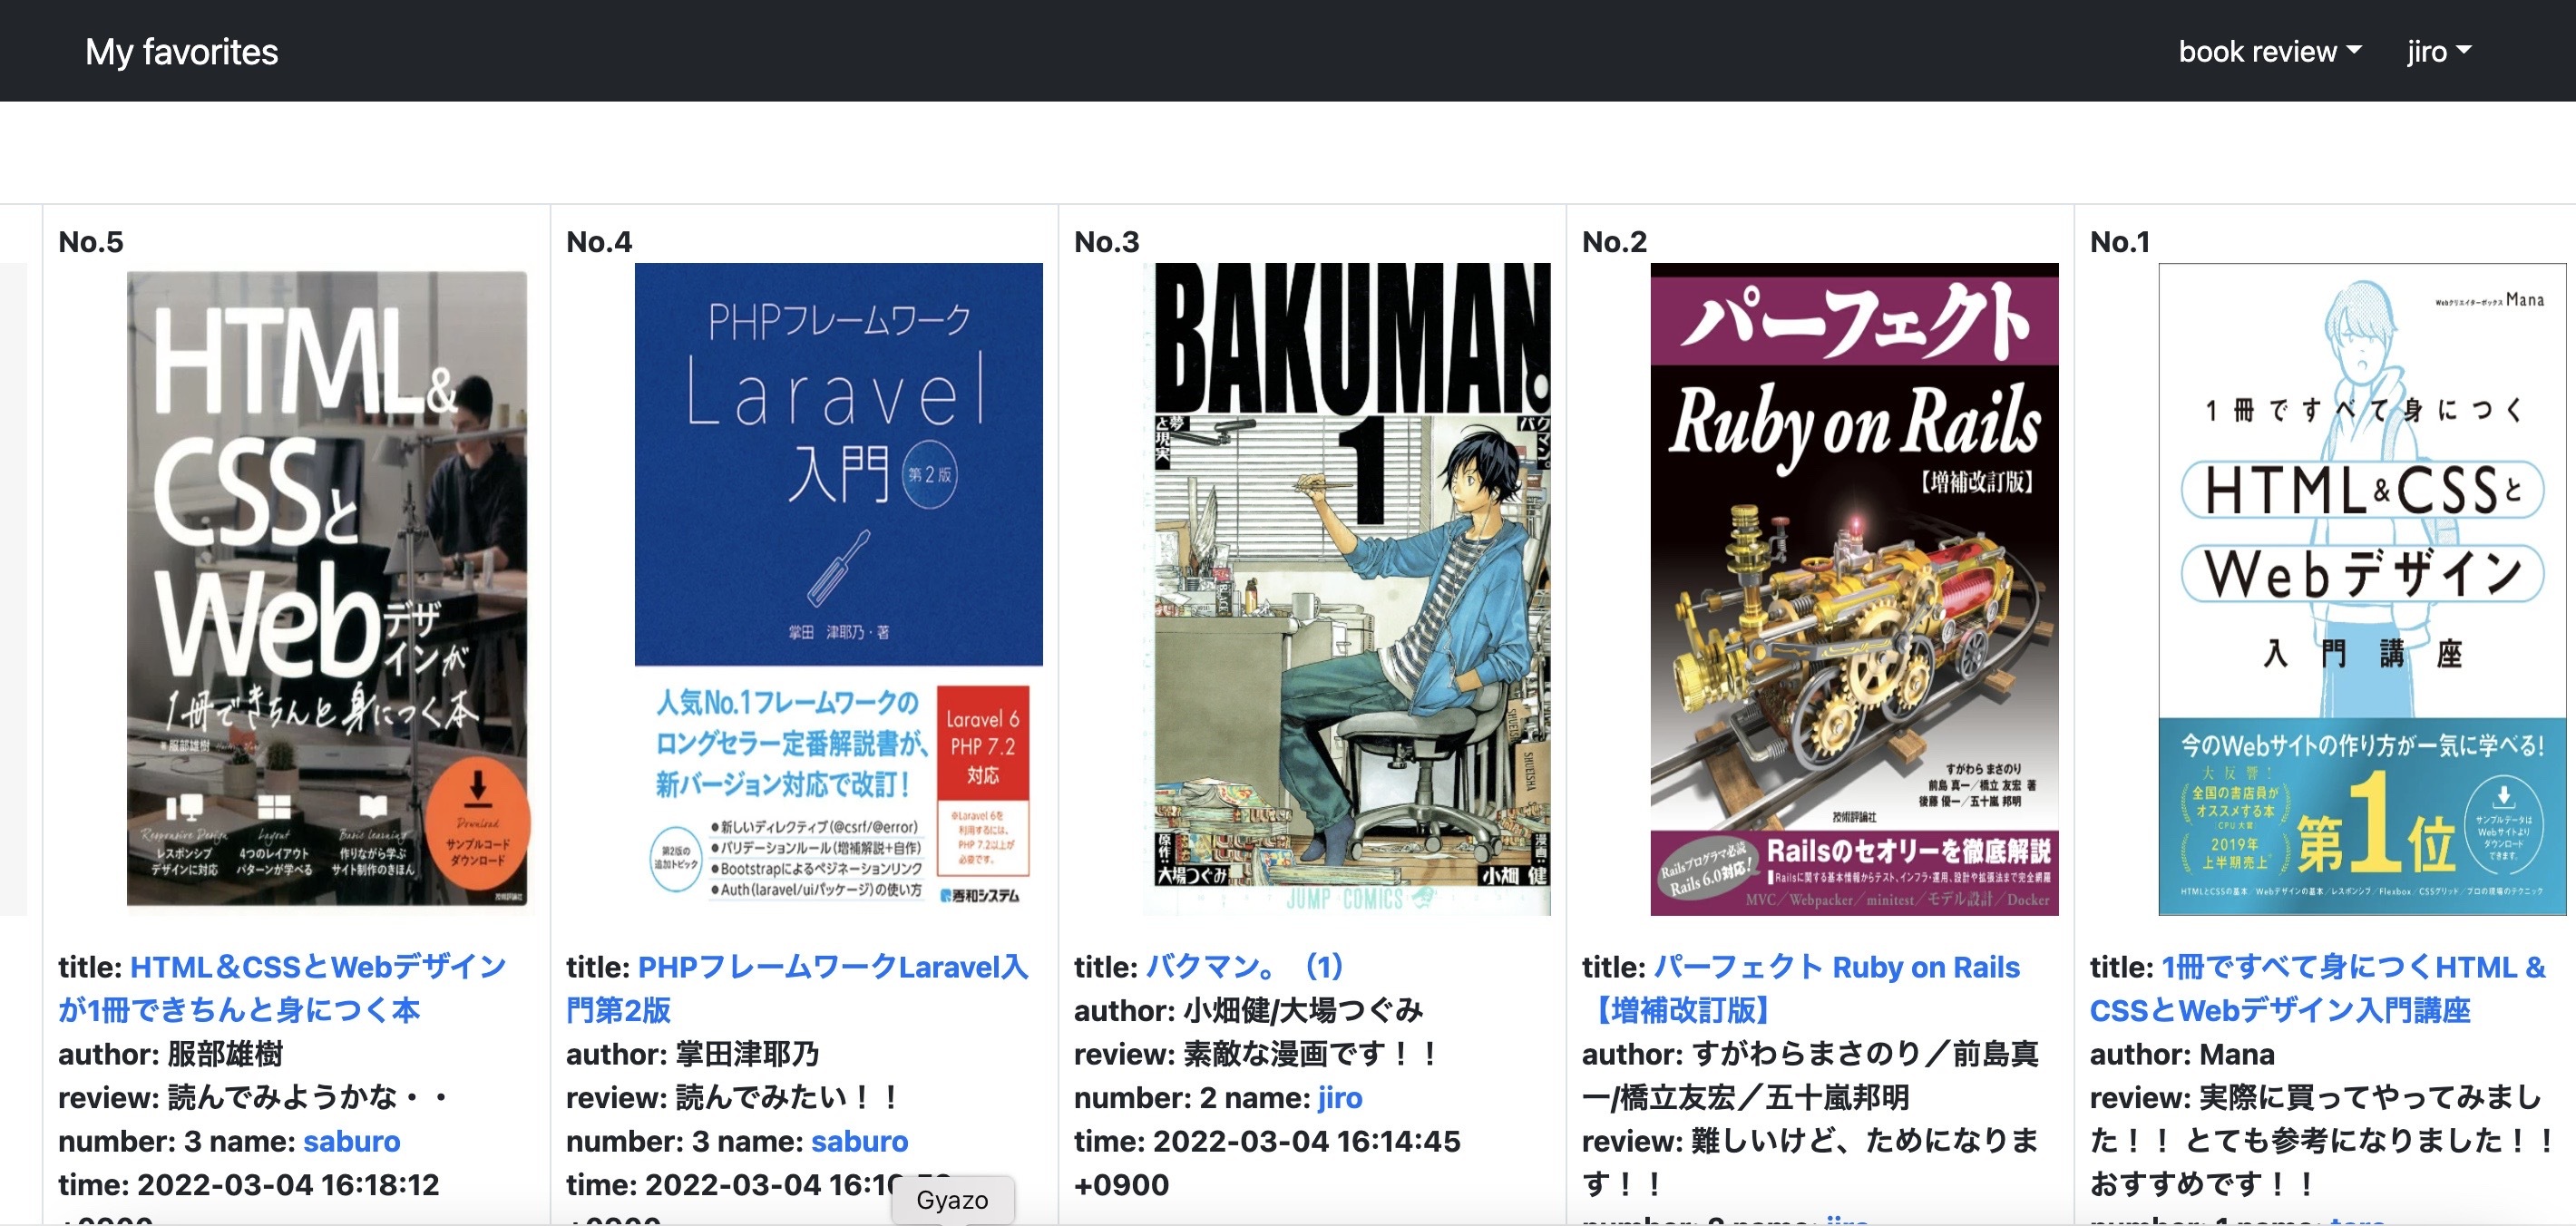 My favorites
book review
jiro
No.5
HTML&
CSSと
Webデザ
インが
1冊できちんと身につく本
服部雄樹
Responsive Design
レスポンシブ
デザインに対応
Layout
4つのレイアウト
パターンが学べる
Basic learning
作りながら学ぶ
サイト制作のきほん
Download
サンプルコード
ダウンロード
技術評論社
title: HTML&CSSとWebデザイン
が1冊できちんと身につく本
author: 服部雄樹
review: 読んでみようかな・・
number: 3 name: saburo
time: 2022-03-04 16:18:12
+0900
No.4
PHPフレームワーク
Laravel
入門
第2版
掌田 津耶乃・著
人気No.1フレームワークの
ロングセラー定番解説書が、
新バージョン対応で改訂!
Laravel 6
PHP 7.2
対応
※Laravel 6を
利用するには、
PHP 7.2以上が
必要です。
第2版の
追加トピック
●新しいディレクティブ(@csrf/@error)
●バリデーションルール(増補解説+自作)
●Bootstrapによるページネーションリンク
●Auth(laravel/uiパッケージ)の使い方
秀和システム
title: PHPフレームワークLaravel入
門第2版
author: 掌田津耶乃
review: 読んでみたい!!
number: 3 name: saburo
time: 2022-03-04 16:1
+0900
Gyazo
No.3
BAKUMAN。
1
夢と現実
バクマン。
BLACK
SHUEISHA
SHUEISHA
原作:大場つぐみ
漫画:小畑 健
JUMP COMICS
title: バクマン。 (1)
author: 小畑健/大場つぐみ
review: 素敵な漫画です!!
number: 2 name: jiro
time: 2022-03-04 16:14:45
+0900
No.2
パーフェクト
Ruby on Rails
【増補改訂版】
すがわら まさのり
前島 真一/橋立 友宏 著
後藤 優一/五十嵐 邦明
技術評論社
Railsプログラマ必読
Rails 6.0対応!
Railsのセオリーを徹底解説
Railsに関する基本情報からテスト、インフラ・運用、設計や拡張法まで完全網羅
MVC/Webpacker/minitest/モデル設計/Docker
title: パーフェクト Ruby on Rails
【増補改訂版】
author: すがわらまさのり/前島真
一/橋立友宏/五十嵐邦明
review: 難しいけど、ためになりま
す!!
number: 2 name: jiro
No.1
Webクリエイターボックス Mana
1冊ですべて身につく
HTML&CSSと
Webデザイン
入門講座
今のWebサイトの作り方が一気に学べる!
大反響!
全国の書店員が
オススメする本
CPU大賞
2019年
上半期売上
第1位
サンプルデータは
Webサイトより
ダウンロード
できます。
HTMLとCSSの基本/Webデザインの基本/レスポンシブ/Flexbox/CSSグリッド/プロの現場のテクニック
title: 1冊ですべて身につくHTML &
CSSとWebデザイン入門講座
author: Mana
review: 実際に買ってやってみまし
た!! とても参考になりました!!
おすすめです!!
number: 1 name: taro